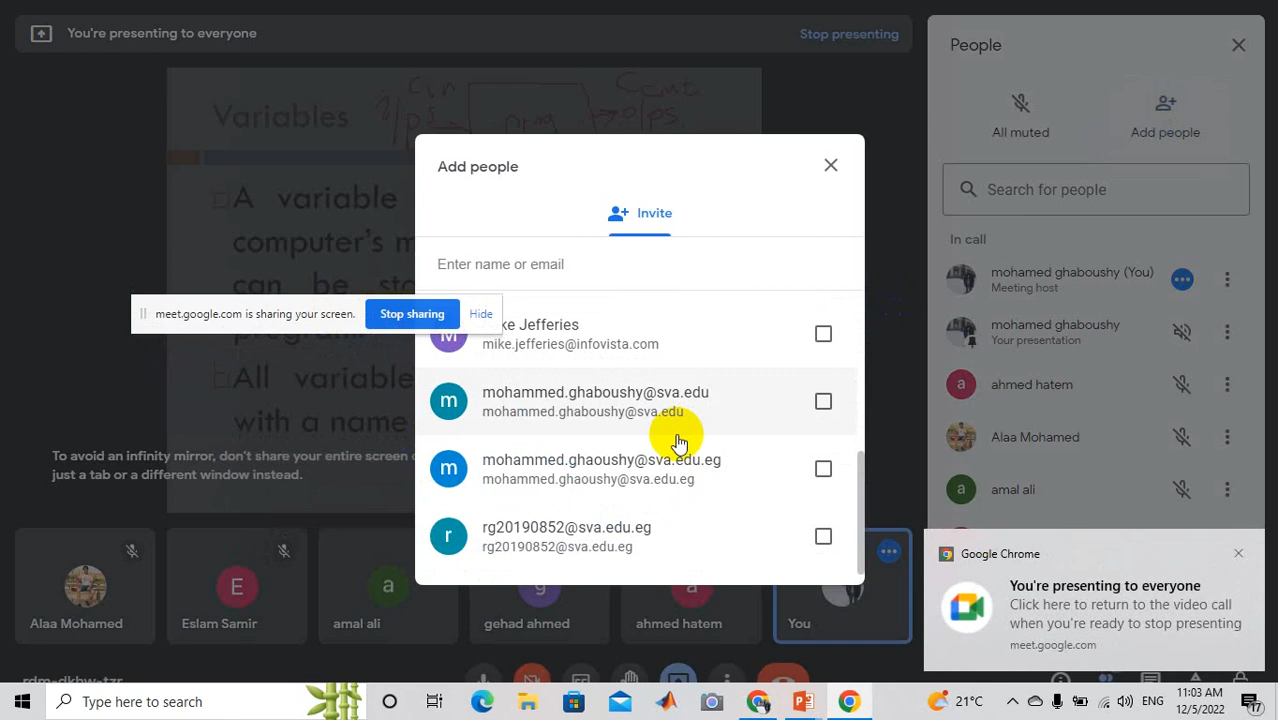 You're presenting to everyone
Stop presenting
People
All muted
Add people
Search for people
In call
mohamed ghaboushy (You)
Meeting host
mohamed ghaboushy
Your presentation
ahmed hatem
Alaa Mohamed
amal ali
Variables
A variable
computer's m
can be sto
All variable
with a name
Add people
Invite
Enter name or email
meet.google.com is sharing your screen.
Stop sharing
Hide
ke Jefferies
mike.jefferies@infovista.com
m
mohammed.ghaboushy@sva.edu
mohammed.ghaboushy@sva.edu
m
mohammed.ghaoushy@sva.edu.eg
mohammed.ghaoushy@sva.edu.eg
r
rg20190852@sva.edu.eg
rg20190852@sva.edu.eg
To avoid an infinity mirror, don't share your entire screen
just a tab or a different window instead.
Alaa Mohamed
E
Eslam Samir
a
amal ali
g
gehad ahmed
a
ahmed hatem
You
Google Chrome
You're presenting to everyone
Click here to return to the video call
when you're ready to stop presenting
meet.google.com
rdm-dkhw-tzr
Type here to search
21°C
ENG
11:03 AM
12/5/2022
17